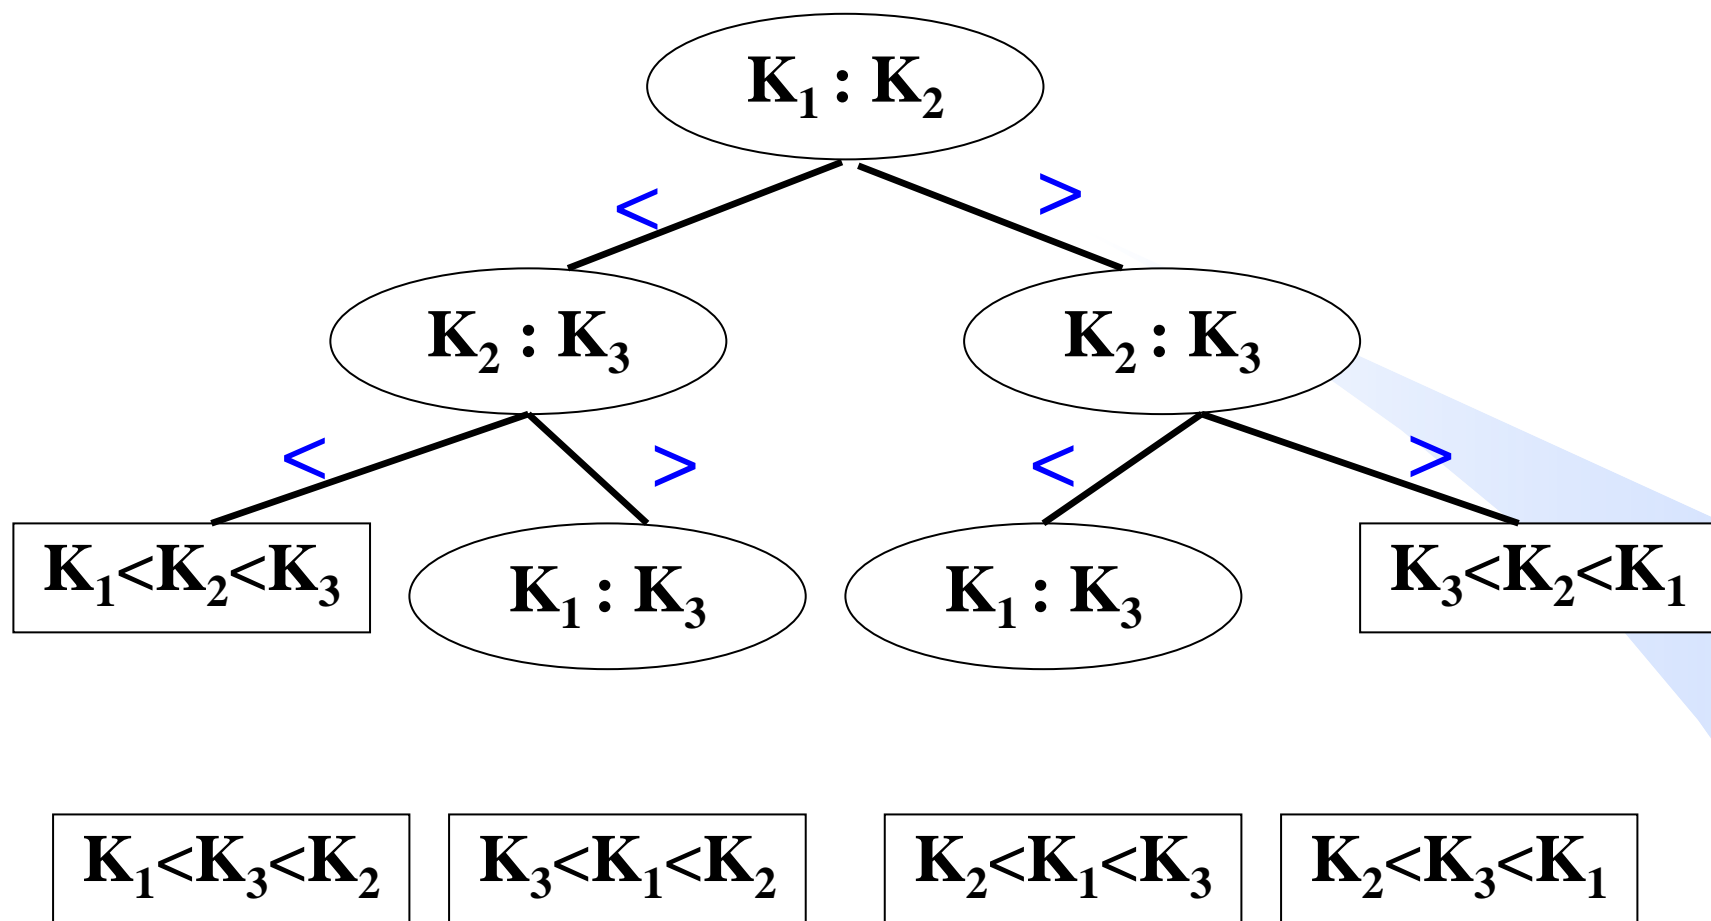 K₁ : K₂
< >
K₂ : K₃ K₂ : K₃
< > < >
K₁<K₂<K₃ K₁ : K₃ K₁ : K₃ K₃<K₂<K₁
K₁<K₃<K₂ K₃<K₁<K₂ K₂<K₁<K₃ K₂<K₃<K₁